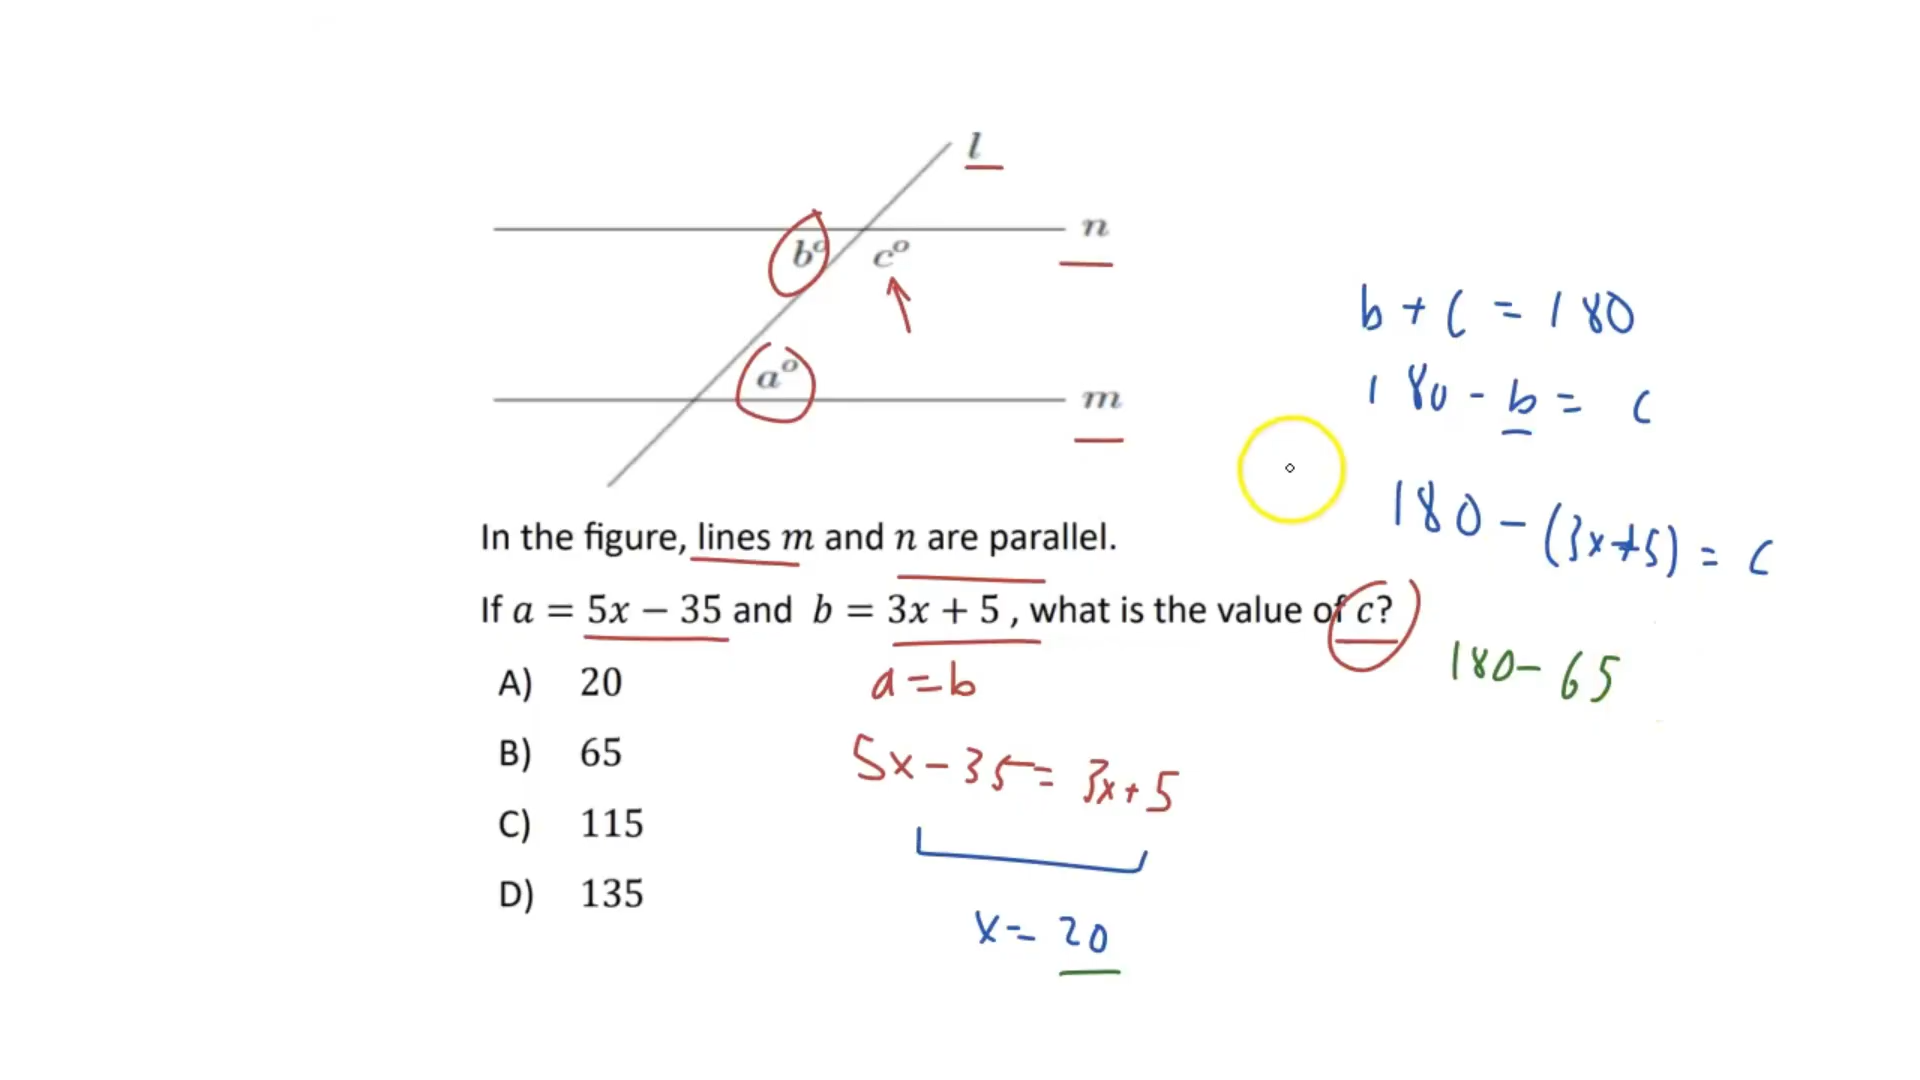 l
n
b° c°
a°
m
b + c = 180
180 - b = c
180 - (3x+5) = c
In the figure, lines m and n are parallel.
If a = 5x − 35 and b = 3x + 5 , what is the value of c?
180 - 65
A) 20
a = b
B) 65
5x - 35 = 3x + 5
C) 115
D) 135
x = 20